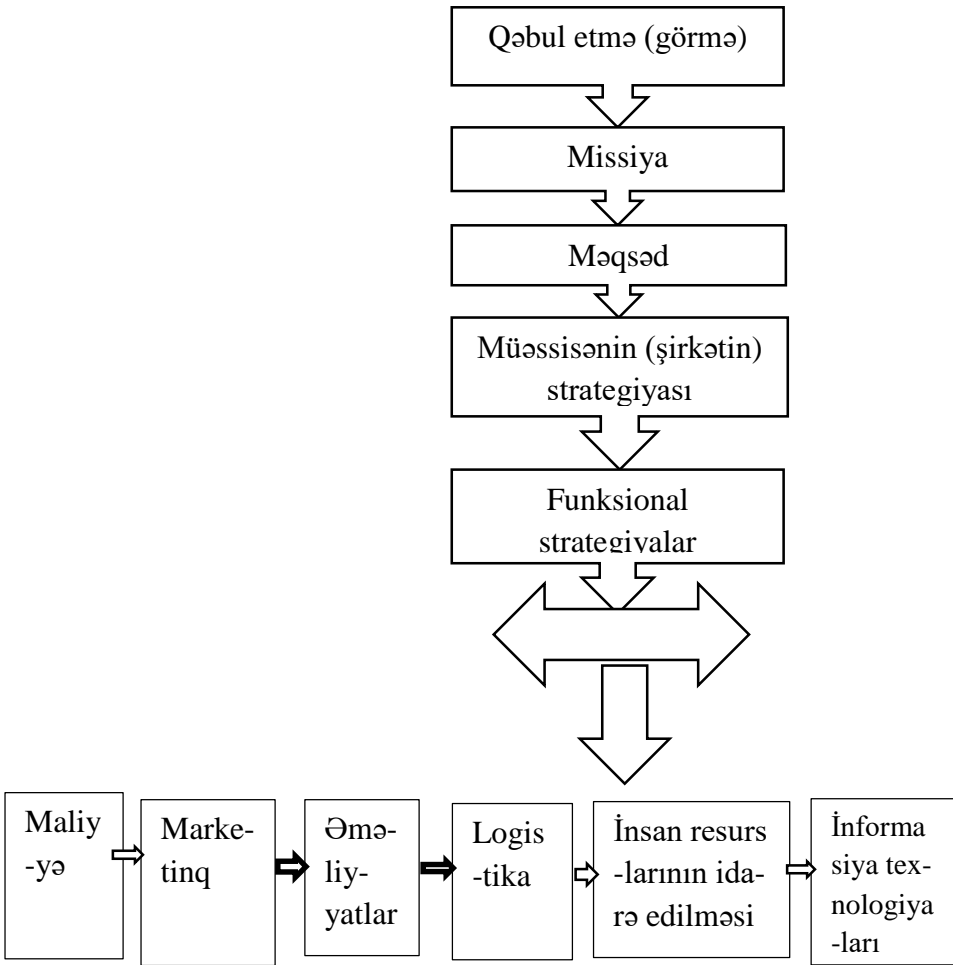 Qəbul etmə (görmə)
Missiya
Məqsəd
Müəssisənin (şirkətin)
strategiyası
Funksional
strategiyalar
Maliy
-yə
Marke-
tinq
Əmə-
liy-
yatlar
Logis
-tika
İnsan resurs
-larının ida-
rə edilməsi
İnforma
siya tex-
nologiya
-ları